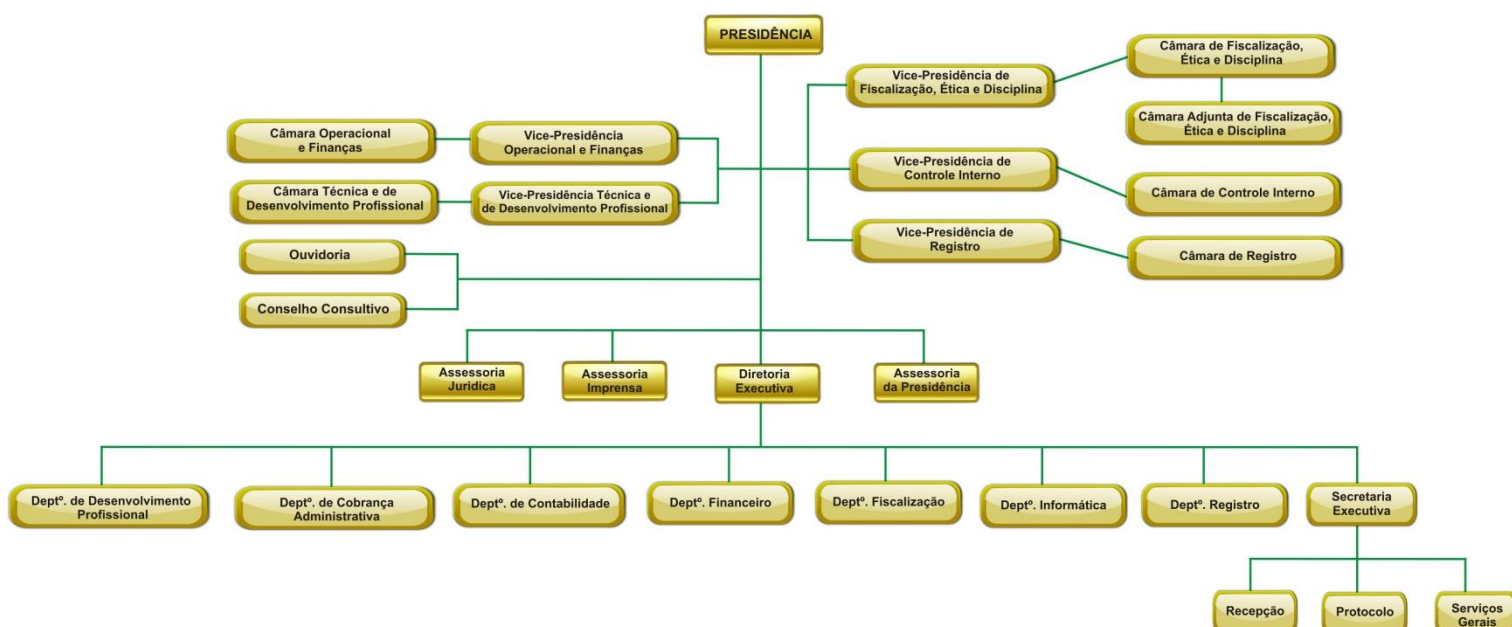 PRESIDÊNCIA
Vice-Presidência de
Fiscalização, Ética e Disciplina
Câmara de Fiscalização,
Ética e Disciplina
Câmara Adjunta de Fiscalização,
Ética e Disciplina
Câmara Operacional
e Finanças
Vice-Presidência
Operacional e Finanças
Vice-Presidência de
Controle Interno
Câmara de Controle Interno
Câmara Técnica e de
Desenvolvimento Profissional
Vice-Presidência Técnica e
de Desenvolvimento Profissional
Vice-Presidência de
Registro
Câmara de Registro
Ouvidoria
Conselho Consultivo
Assessoria
Juridica
Assessoria
Imprensa
Diretoria
Executiva
Assessoria
da Presidência
Deptº. de Desenvolvimento
Profissional
Deptº. de Cobrança
Administrativa
Deptº. de Contabilidade
Deptº. Financeiro
Deptº. Fiscalização
Deptº. Informática
Deptº. Registro
Secretaria
Executiva
Recepção
Protocolo
Serviços
Gerais